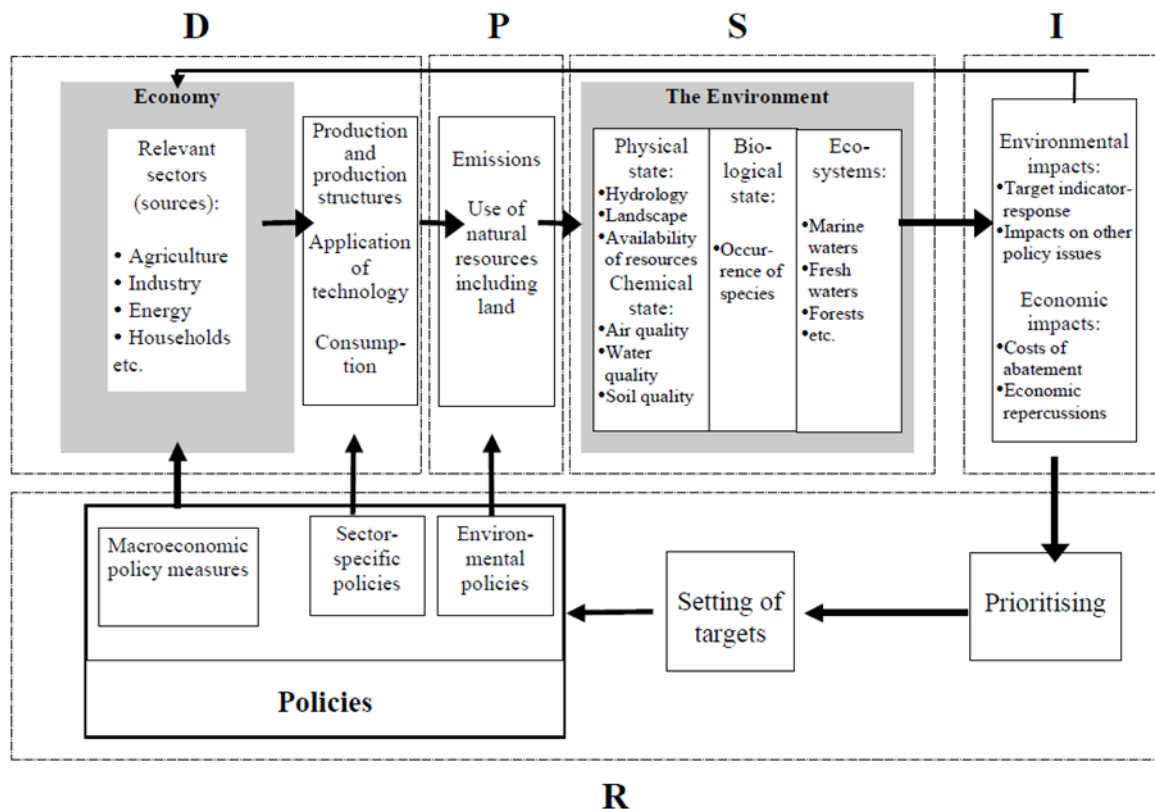 D
P
S
I
Economy
Relevant
sectors
(sources):
• Agriculture
• Industry
• Energy
• Households
etc.
Production
and
production
structures
Application
of
technology
Consump-
tion
Emissions
Use of
natural
resources
including
land
The Environment
Physical
state:
•Hydrology
•Landscape
•Availability
of resources
Chemical
state:
•Air quality
•Water
quality
•Soil quality
Bio-
logical
state:
•Occur-
rence of
species
Eco-
systems:
•Marine
waters
•Fresh
waters
•Forests
•etc.
Environmental
impacts:
•Target indicator-
response
•Impacts on other
policy issues
Economic
impacts:
•Costs of
abatement
•Economic
repercussions
Macroeconomic
policy measures
Sector-
specific
policies
Environ-
mental
policies
Policies
Setting of
targets
Prioritising
R